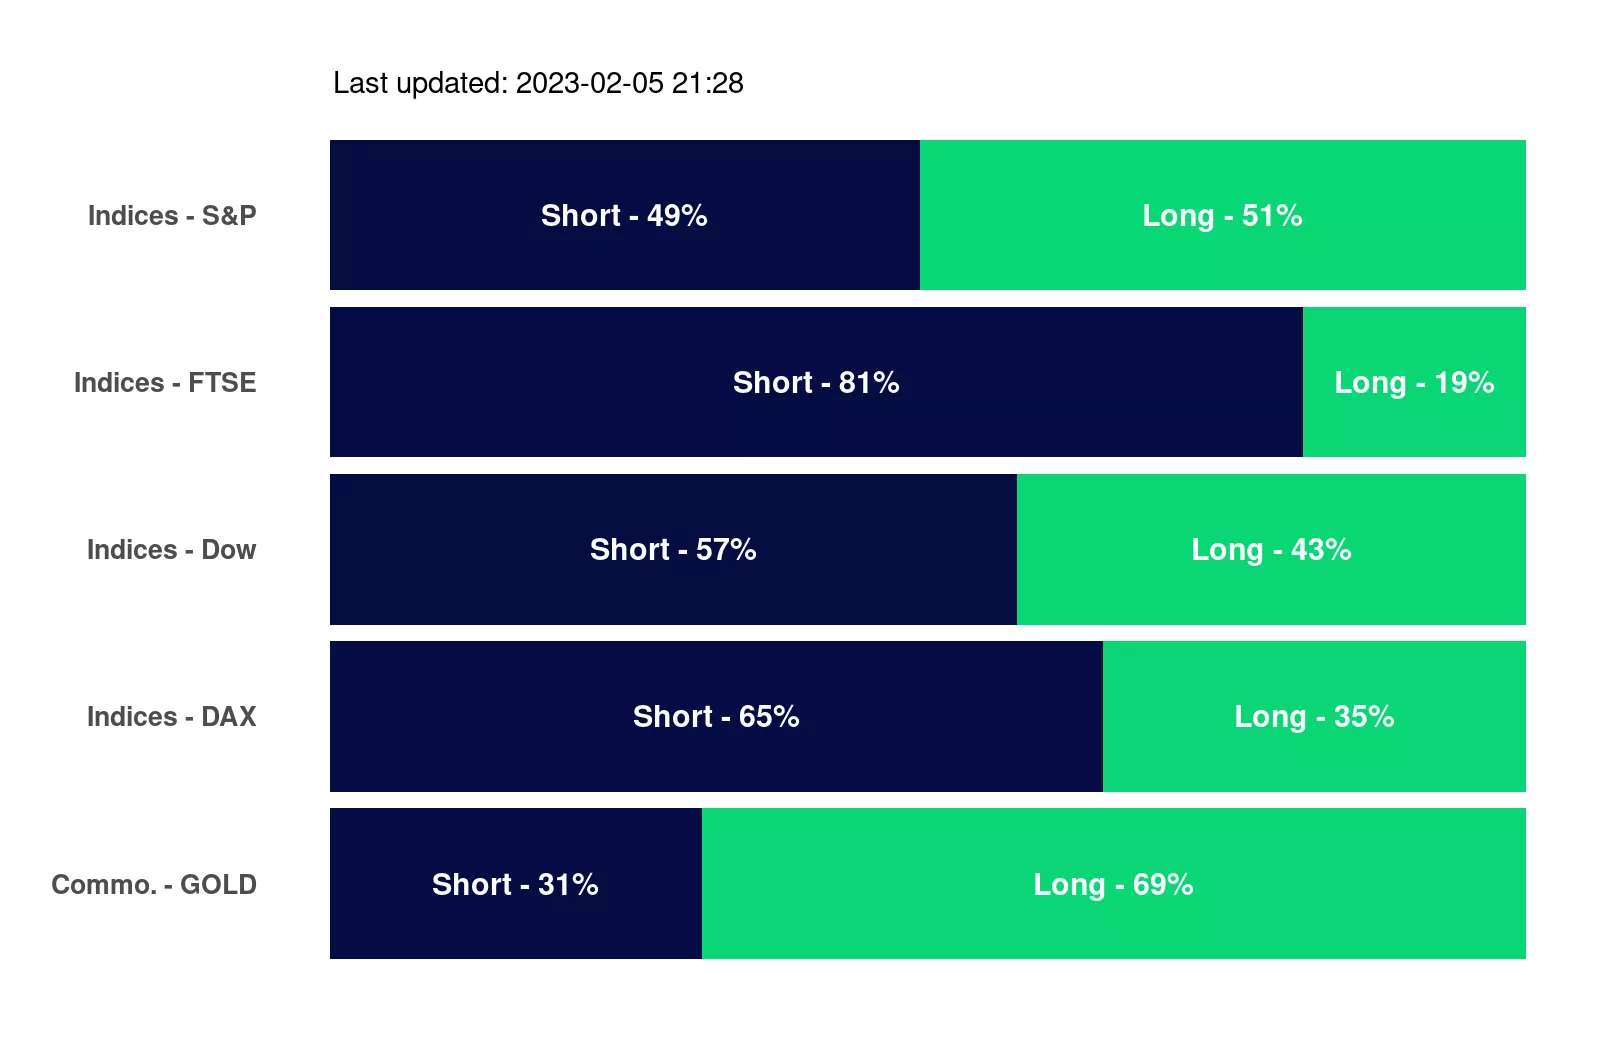 Last updated: 2023-02-05 21:28
Indices - S&P
Short - 49%
Long - 51%
Indices - FTSE
Short - 81%
Long - 19%
Indices - Dow
Short - 57%
Long - 43%
Indices - DAX
Short - 65%
Long - 35%
Commo. - GOLD
Short - 31%
Long - 69%